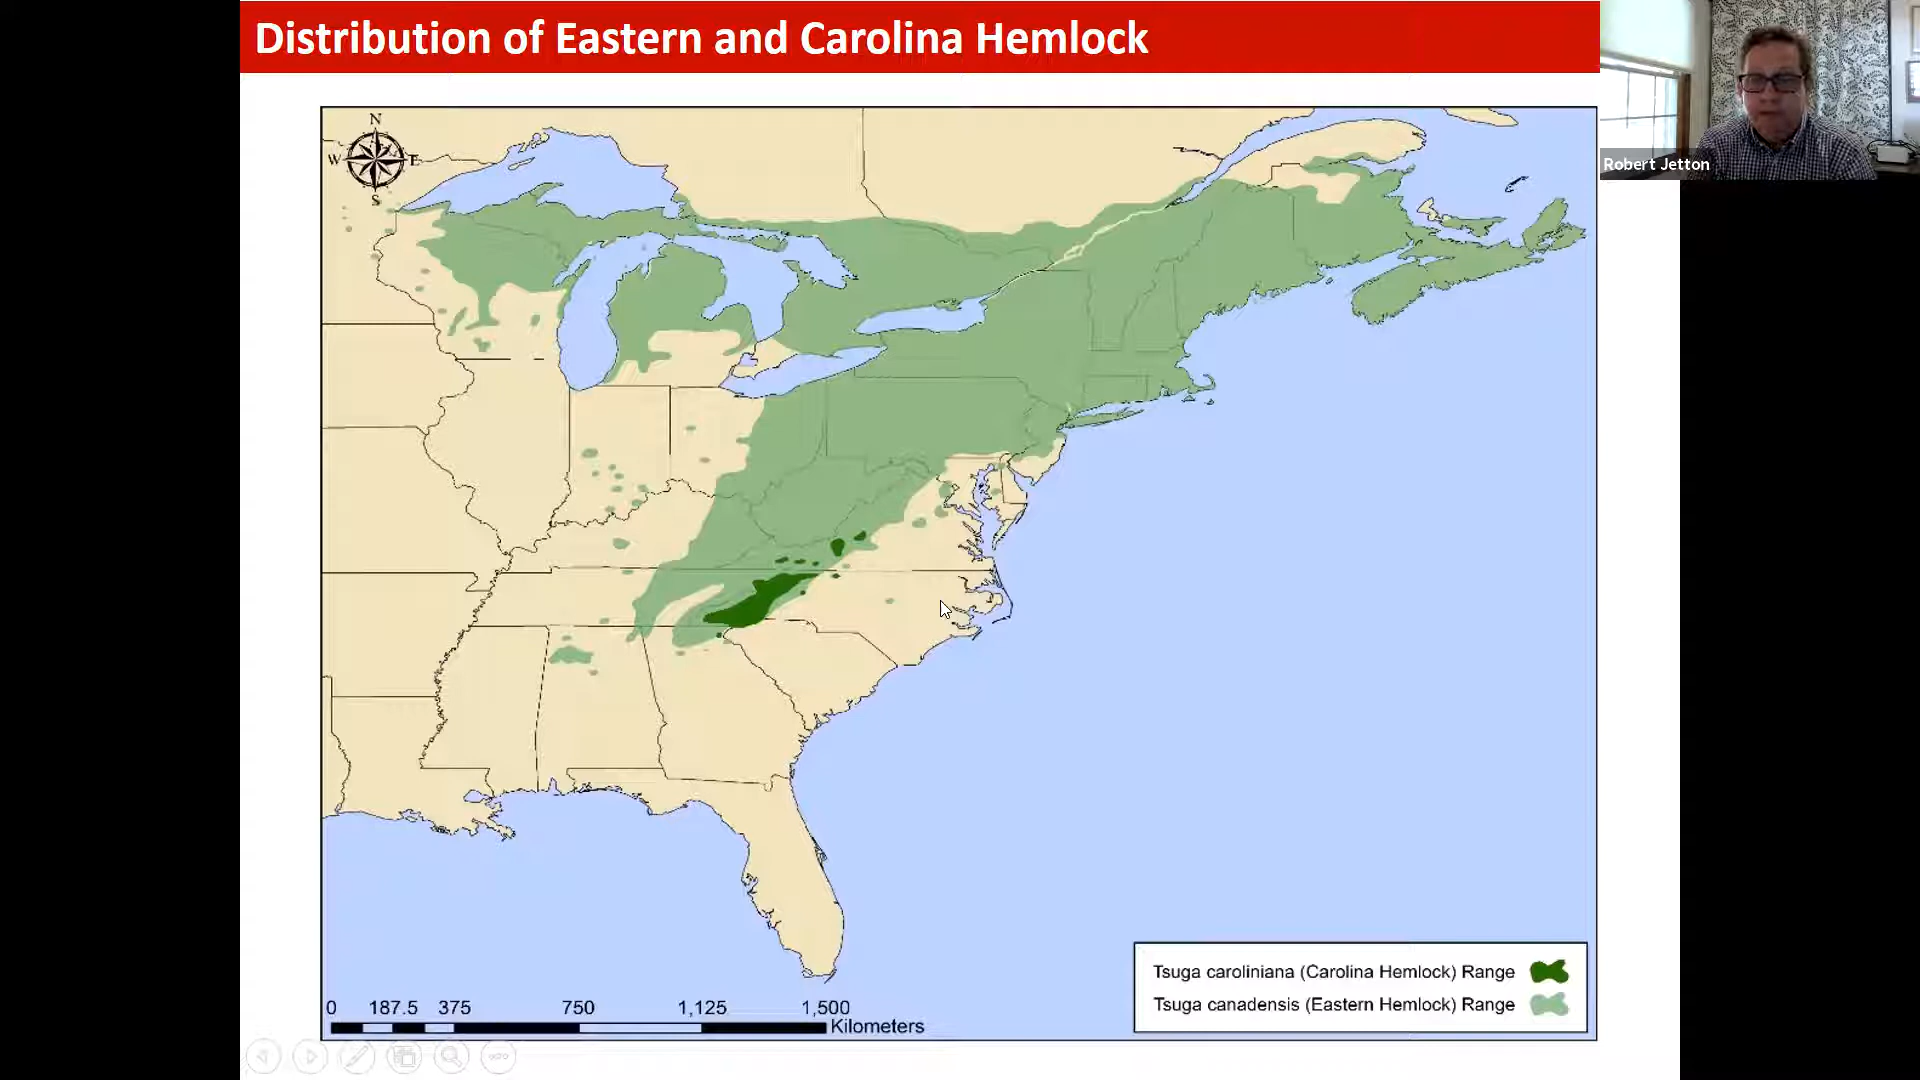 Distribution of Eastern and Carolina Hemlock
Robert Jetton
N
W E
S
Tsuga caroliniana (Carolina Hemlock) Range
Tsuga canadensis (Eastern Hemlock) Range
0 187.5 375 750 1,125 1,500
Kilometers